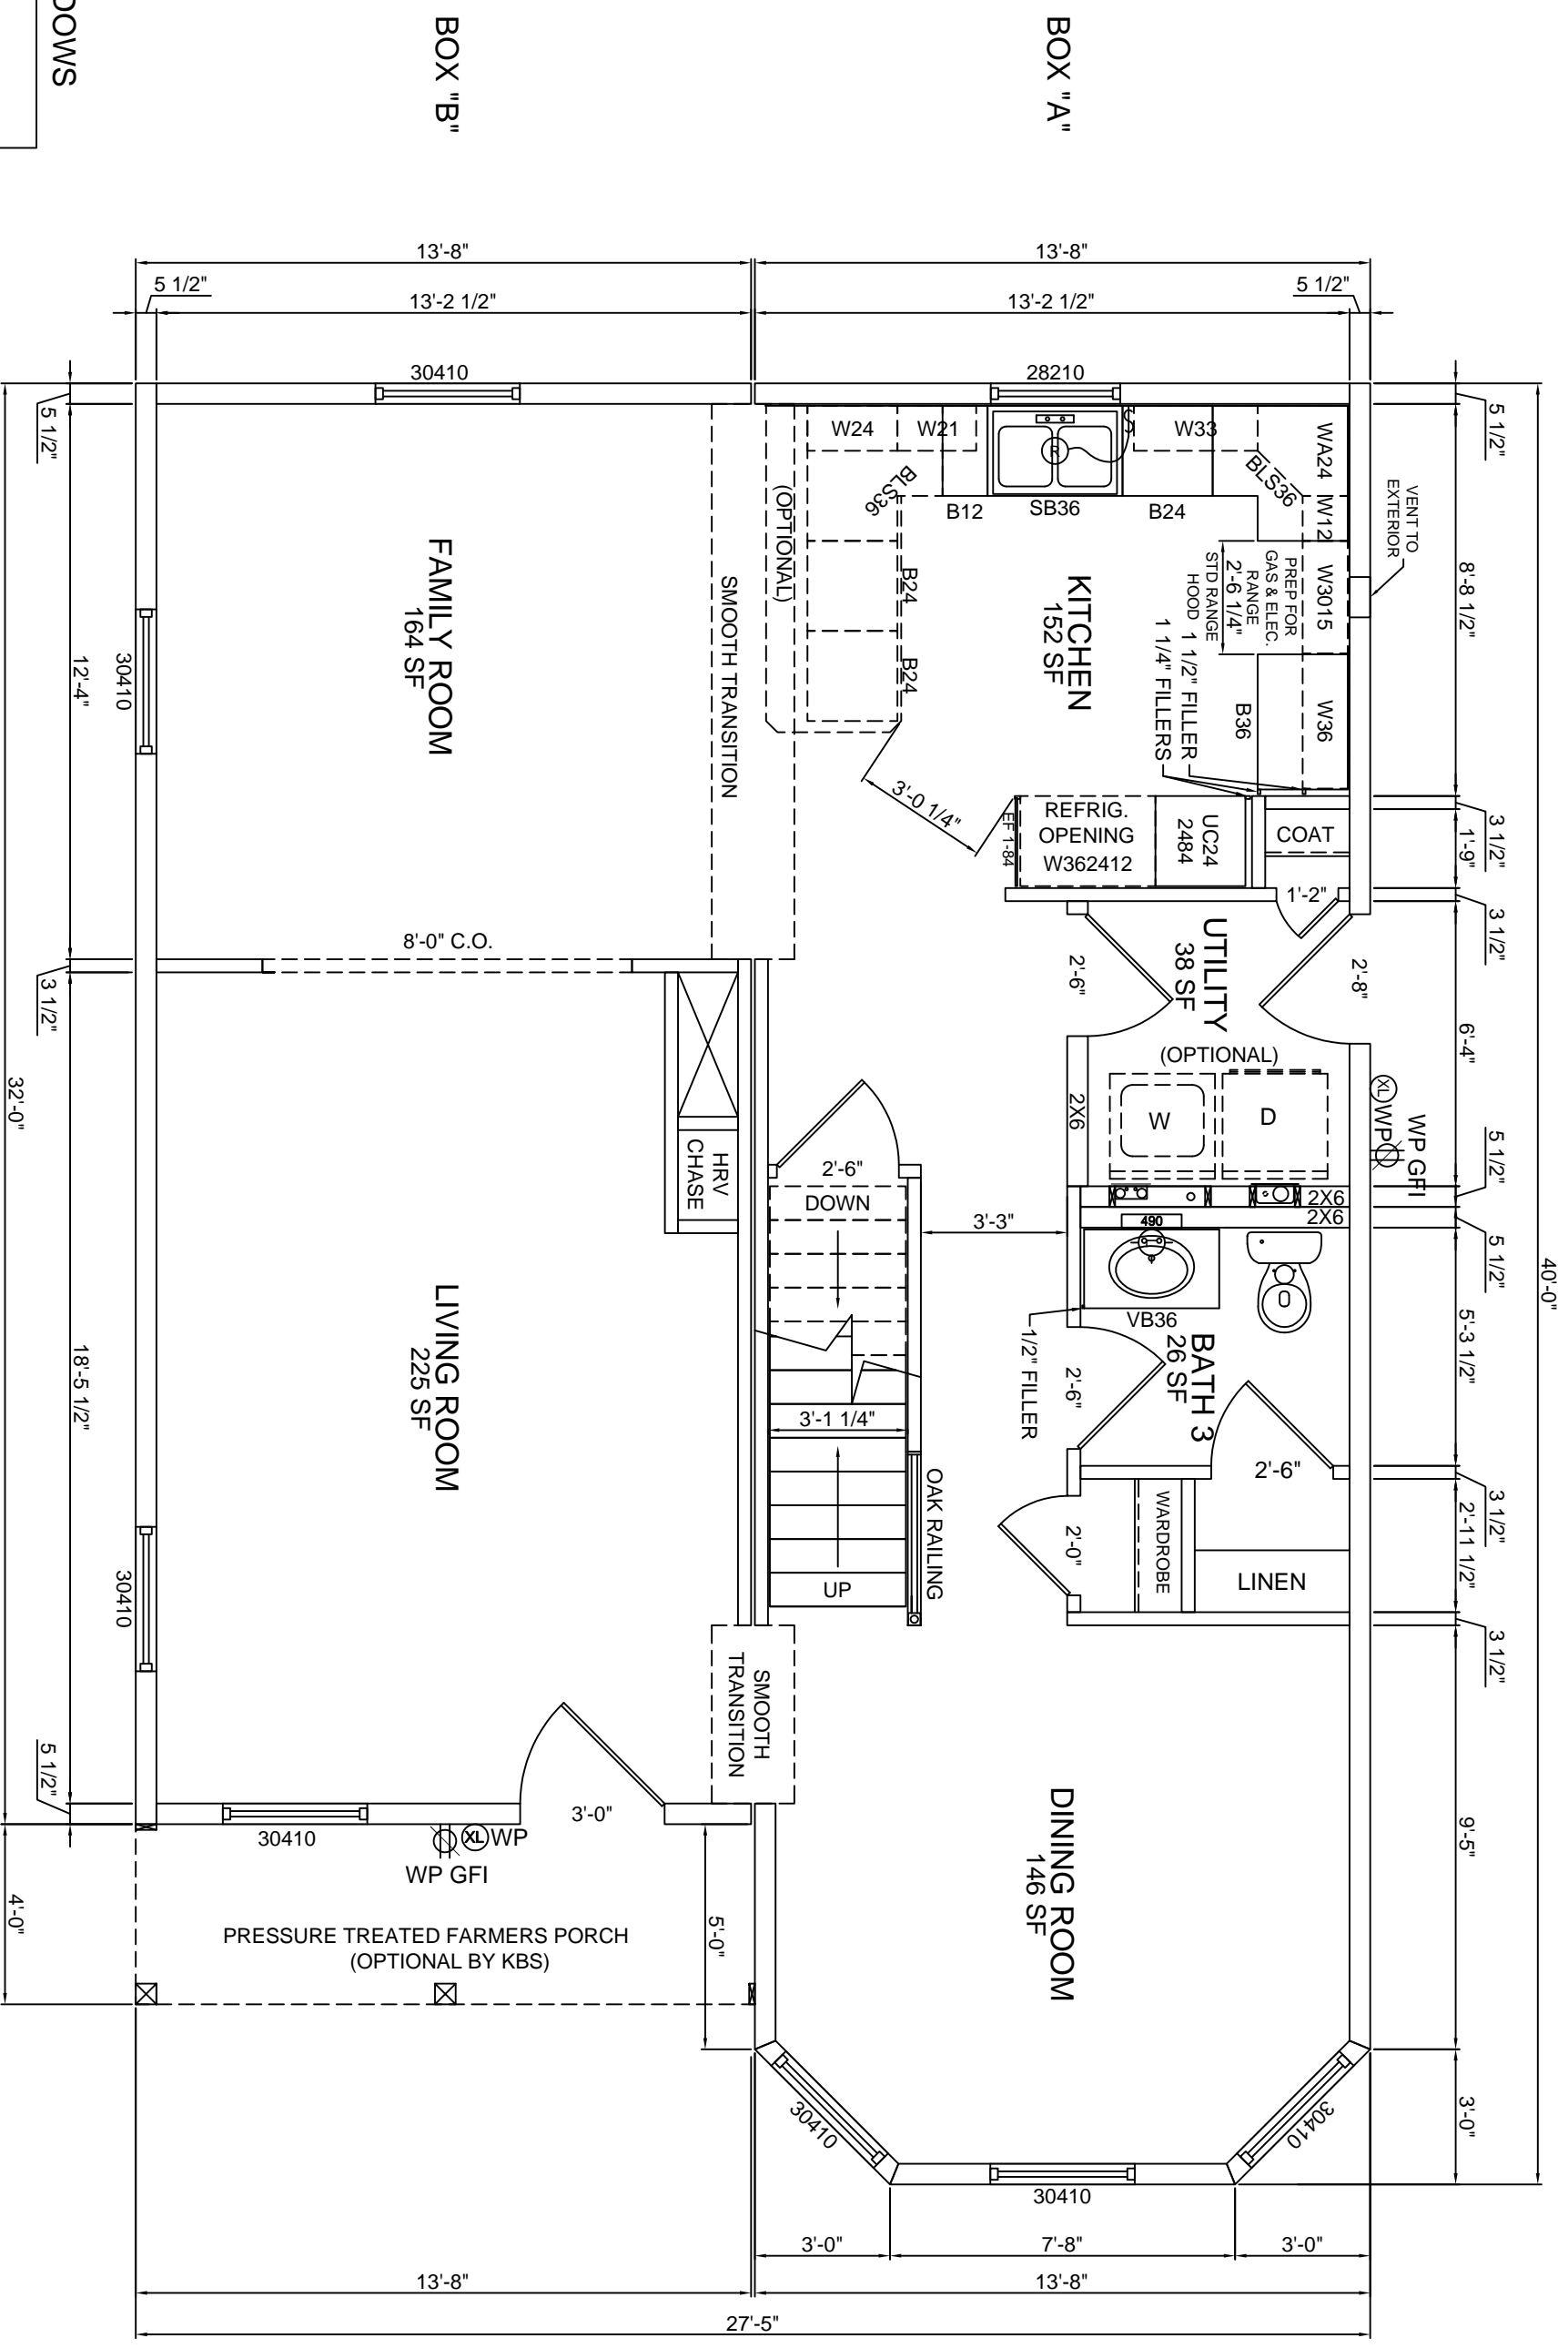 DOWS
BOX "B"
BOX "A"
13'-8"
13'-8"
5 1/2"
13'-2 1/2"
13'-2 1/2"
5 1/2"
30410
28210
5 1/2"
8'-8 1/2"
3 1/2"
1'-9"
3 1/2"
6'-4"
5 1/2"
5 1/2"
5'-3 1/2"
3 1/2"
2'-11 1/2"
3 1/2"
9'-5"
3'-0"
40'-0"
VENT TO
EXTERIOR
W24
W21
S
R
W33
WA24
BLS36
W12
W3015
W36
BLS36
B12
SB36
B24
PREP FOR
GAS & ELEC.
RANGE
2'-6 1/4"
STD RANGE
HOOD
1 1/2" FILLER
1 1/4" FILLERS
B36
B24
B24
(OPTIONAL)
SMOOTH TRANSITION
KITCHEN
152 SF
FAMILY ROOM
164 SF
3'-0 1/4"
EF 1-84
REFRIG.
OPENING
W362412
UC24
2484
COAT
1'-2"
UTILITY
38 SF
2'-6"
2'-8"
(OPTIONAL)
XL
WP
WP GFI
2X6
W
D
2X6
2X6
8'-0" C.O.
HRV
CHASE
2'-6"
DOWN
3'-3"
490
VB36
1/2" FILLER
BATH 3
26 SF
2'-6"
2'-6"
3'-1 1/4"
UP
OAK RAILING
2'-0"
WARDROBE
LINEN
LIVING ROOM
225 SF
SMOOTH
TRANSITION
DINING ROOM
146 SF
3'-0"
30410
XL
WP
WP GFI
PRESSURE TREATED FARMERS PORCH
(OPTIONAL BY KBS)
5'-0"
30410
30410
30410
3'-0"
7'-8"
3'-0"
13'-8"
13'-8"
27'-5"
30410
30410
5 1/2"
12'-4"
3 1/2"
18'-5 1/2"
5 1/2"
32'-0"
4'-0"